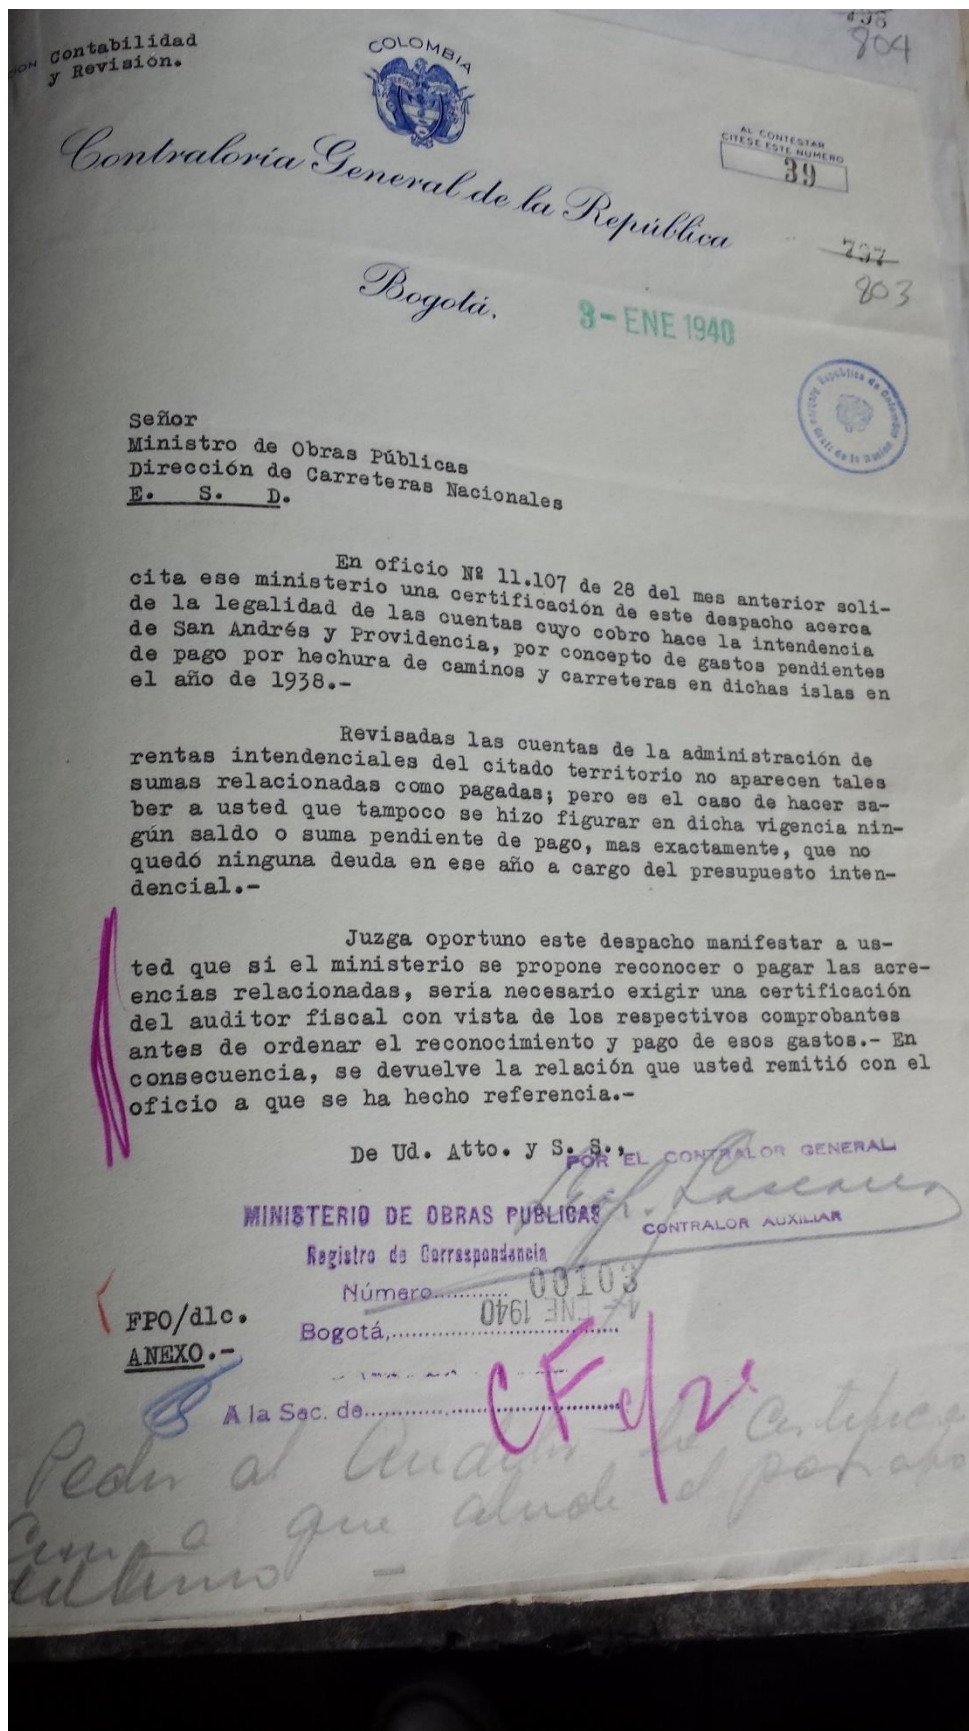 Contabilidad
y Revisión.
COLOMBIA
804
Contraloría General de la República
AL CONTESTAR
CITESE ESTE NUMERO
39
797
803
Bogotá,
3- ENE 1940
República de Colombia
Señor
Ministro de Obras Públicas
Dirección de Carreteras Nacionales
E. S. D.
En oficio Nº 11.107 de 28 del mes anterior soli-
cita ese ministerio una certificación de este despacho acerca
de la legalidad de las cuentas cuyo cobro hace la intendencia
de San Andrés y Providencia, por concepto de gastos pendientes
de pago por hechura de caminos y carreteras en dichas islas en
el año de 1938.-
Revisadas las cuentas de la administración de
rentas intendenciales del citado territorio no aparecen tales
sumas relacionadas como pagadas; pero es el caso de hacer sa-
ber a usted que tampoco se hizo figurar en dicha vigencia nin-
gún saldo o suma pendiente de pago, mas exactamente, que no
quedó ninguna deuda en ese año a cargo del presupuesto inten-
dencial.-
Juzga oportuno este despacho manifestar a us-
ted que si el ministerio se propone reconocer o pagar las acre-
encias relacionadas, seria necesario exigir una certificación
del auditor fiscal con vista de los respectivos comprobantes
antes de ordenar el reconocimiento y pago de esos gastos.- En
consecuencia, se devuelve la relación que usted remitió con el
oficio a que se ha hecho referencia.-
De Ud. Atto. y S. S.,
POR EL CONTRALOR GENERAL
MINISTERIO DE OBRAS PUBLICAS
CONTRALOR AUXILIAR
Registro de Correspondencia
Número 00103
FPO/dlc.
Bogotá, ENE 1940
ANEXO.-
A la Sec. de
Pedir al Auditor la certifica
cion a que alude el parrafo
ultimo -